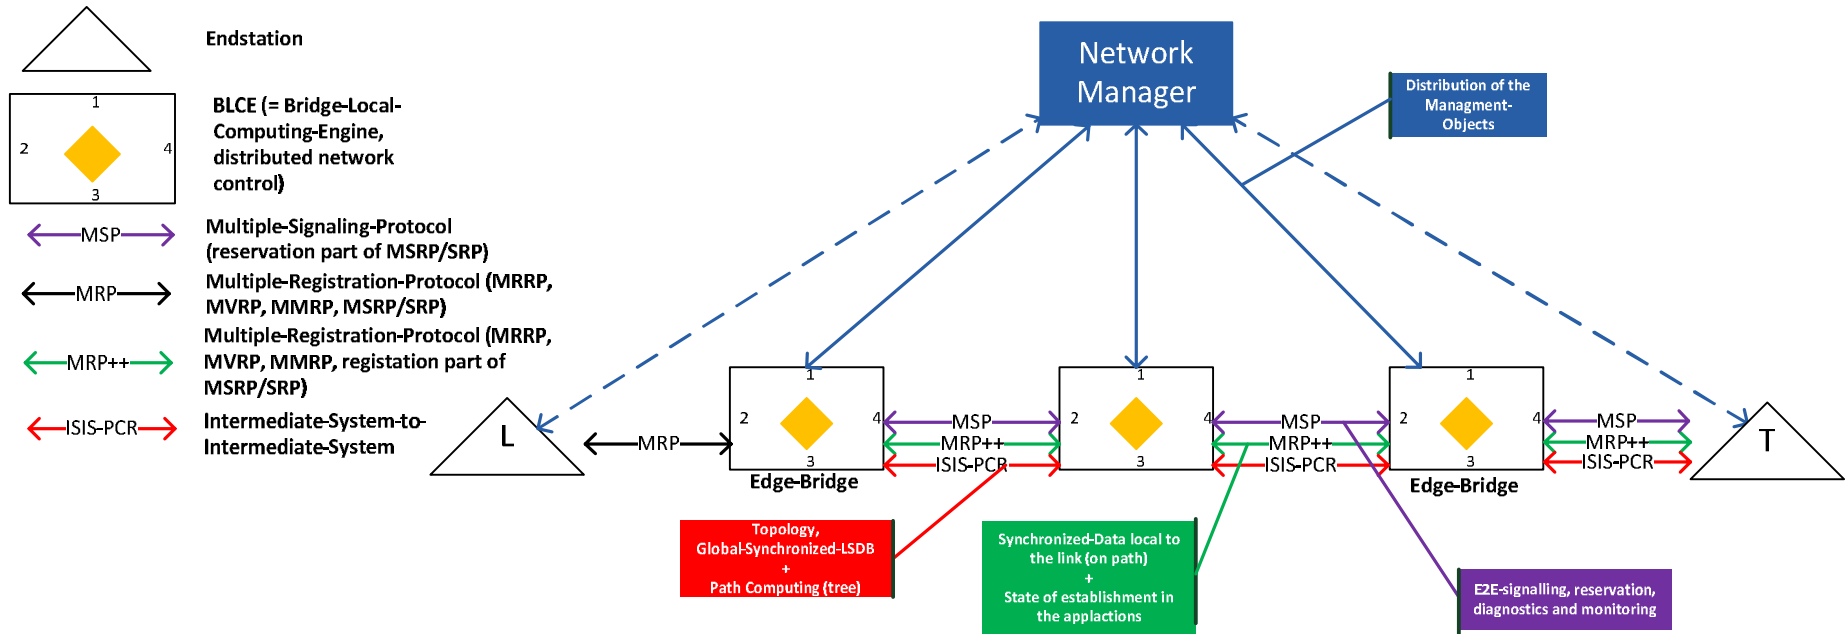 Endstation
1
2
4
3
BLCE (= Bridge-Local-
Computing-Engine,
distributed network
control)
MSP
Multiple-Signaling-Protocol
(reservation part of MSRP/SRP)
MRP
Multiple-Registration-Protocol (MRRP,
MVRP, MMRP, MSRP/SRP)
MRP++
Multiple-Registration-Protocol (MRRP,
MVRP, MMRP, registation part of
MSRP/SRP)
ISIS-PCR
Intermediate-System-to-
Intermediate-System
Network
Manager
Distribution of the
Managment-
Objects
L
MRP
1
2
4
3
Edge-Bridge
MSP
MRP++
ISIS-PCR
1
2
4
3
MSP
MRP++
ISIS-PCR
1
2
4
3
Edge-Bridge
MSP
MRP++
ISIS-PCR
T
Topology,
Global-Synchronized-LSDB
+
Path Computing (tree)
Synchronized-Data local to
the link (on path)
+
State of establishment in
the applactions
E2E-signalling, reservation,
diagnostics and monitoring